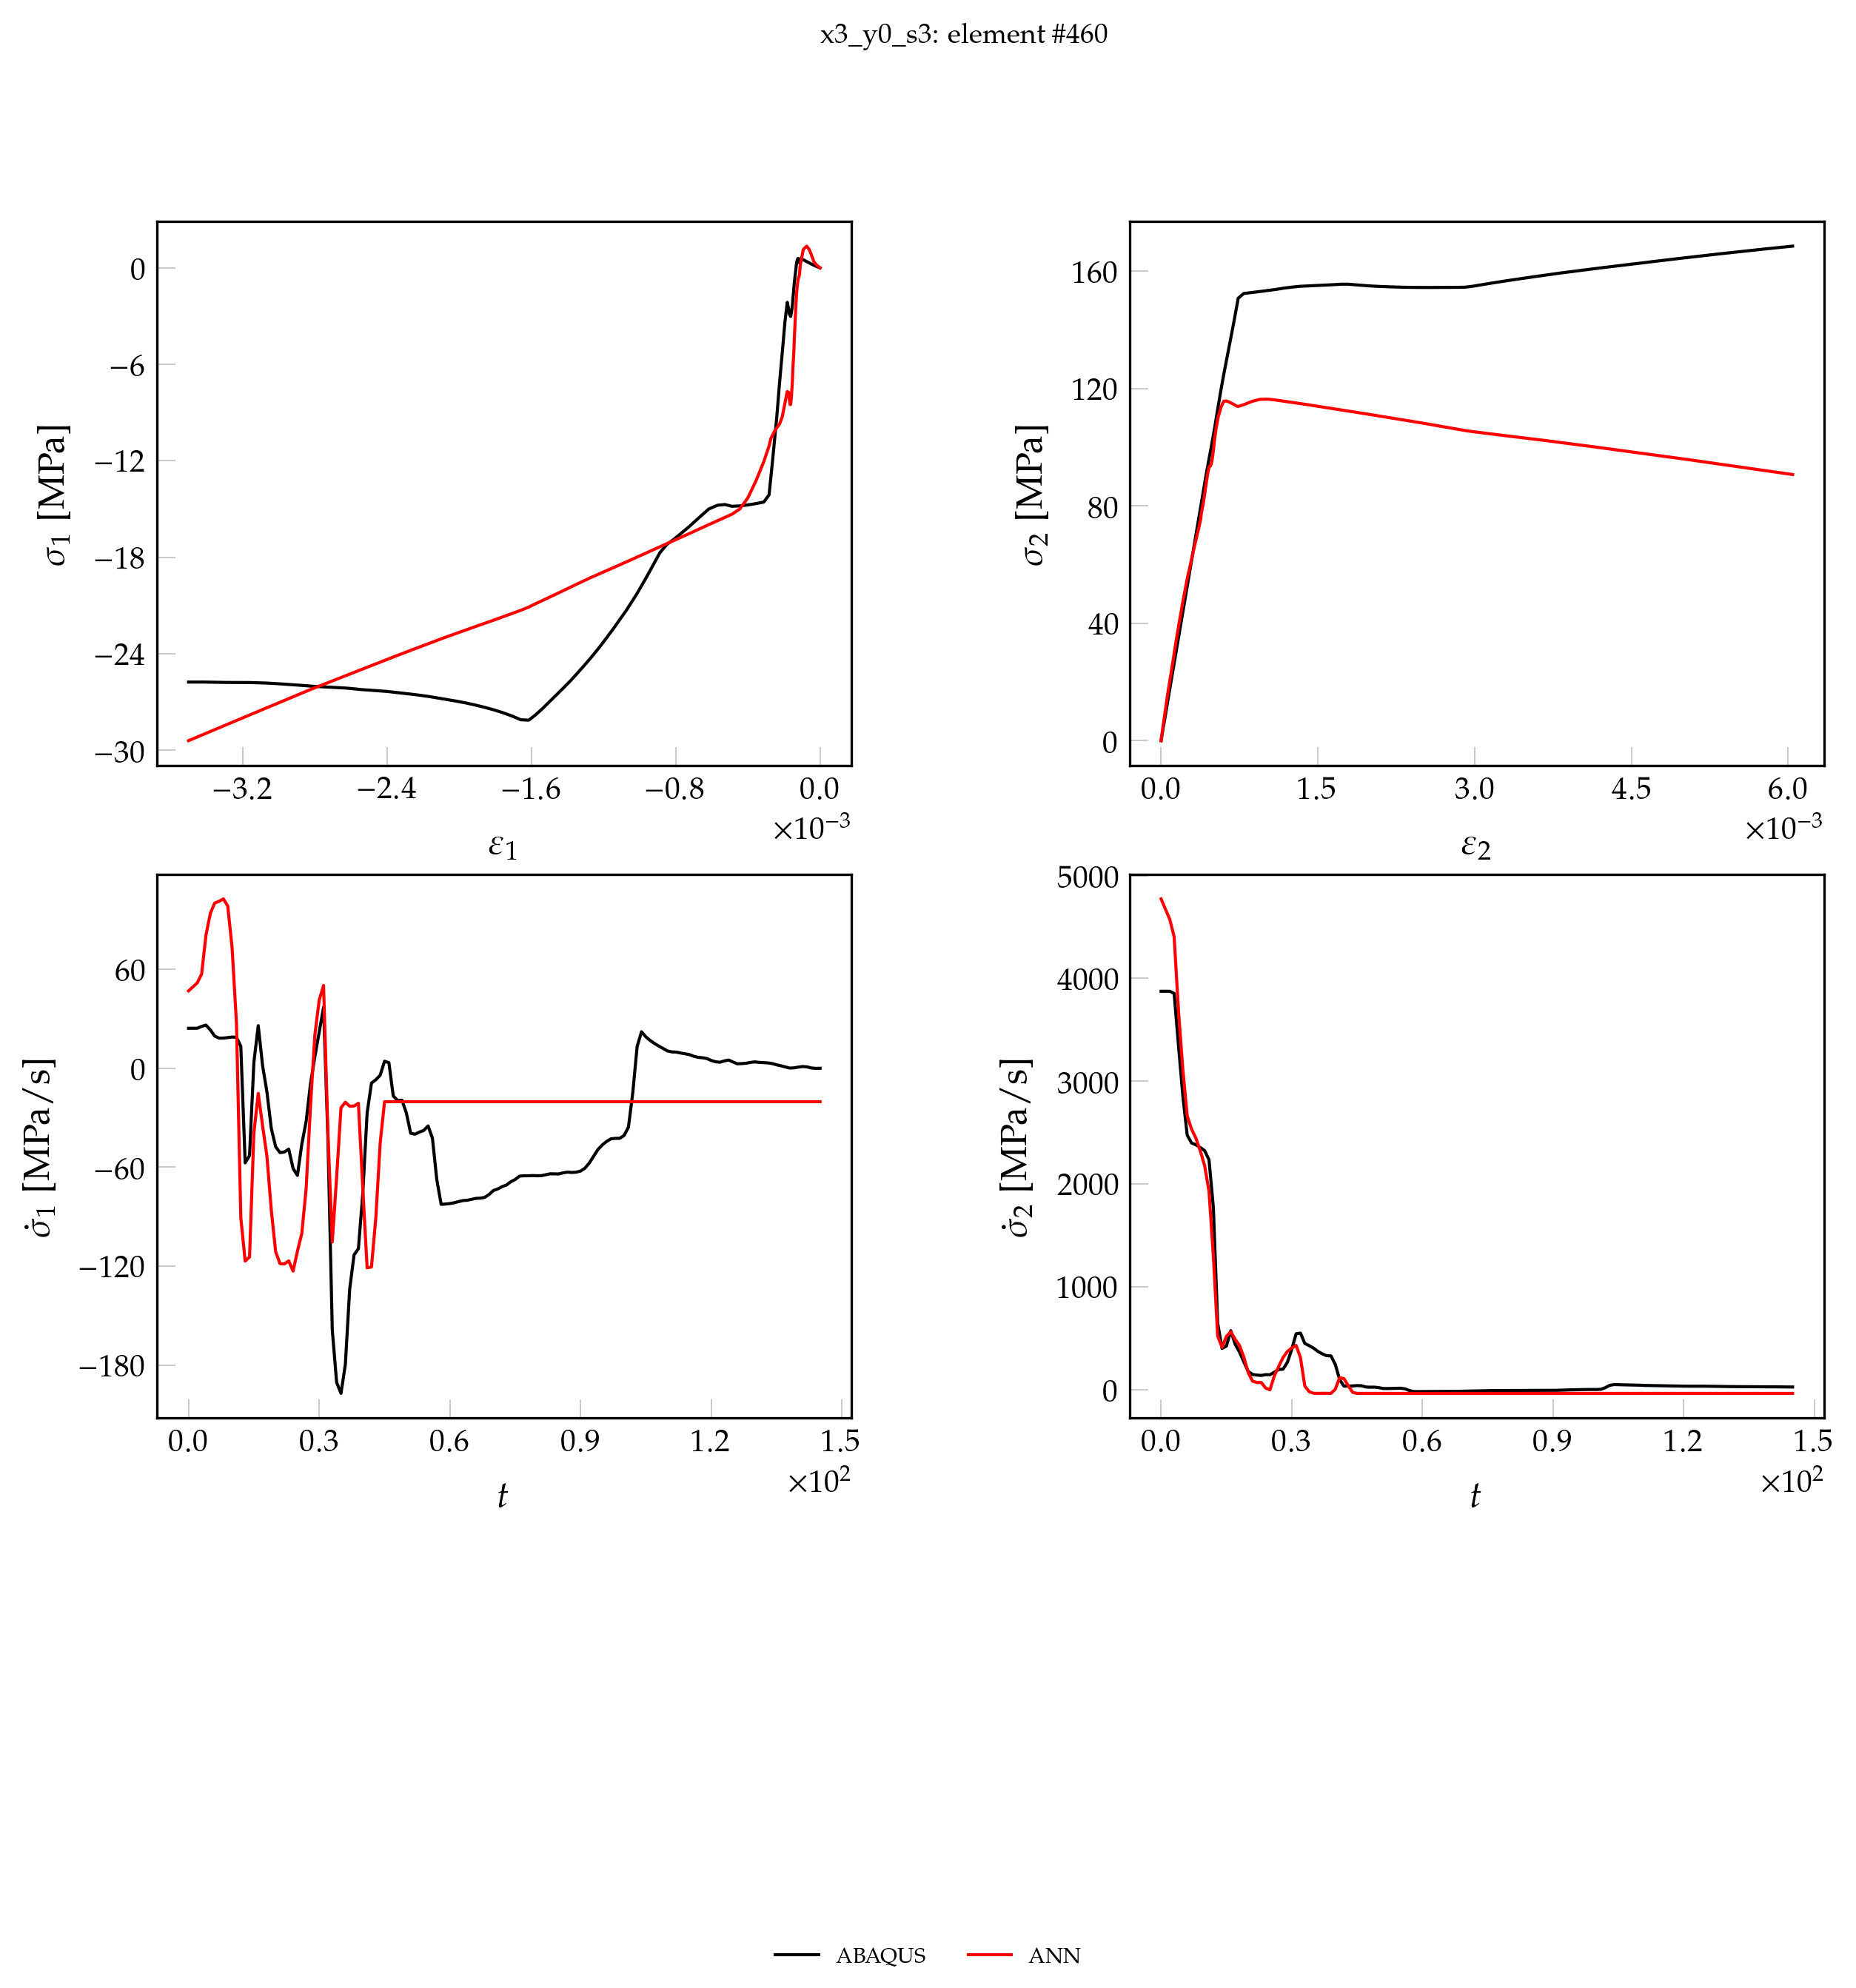 x3_y0_s3: element #460
σ1 [MPa]
0
−6
−12
−18
−24
−30
−3.2 −2.4 −1.6 −0.8 0.0
×10−3
ε1
σ2 [MPa]
160
120
80
40
0
0.0 1.5 3.0 4.5 6.0
×10−3
ε2
σ̇1 [MPa/s]
60
0
−60
−120
−180
0.0 0.3 0.6 0.9 1.2 1.5
×102
t
σ̇2 [MPa/s]
5000
4000
3000
2000
1000
0
0.0 0.3 0.6 0.9 1.2 1.5
×102
t
ABAQUS ANN